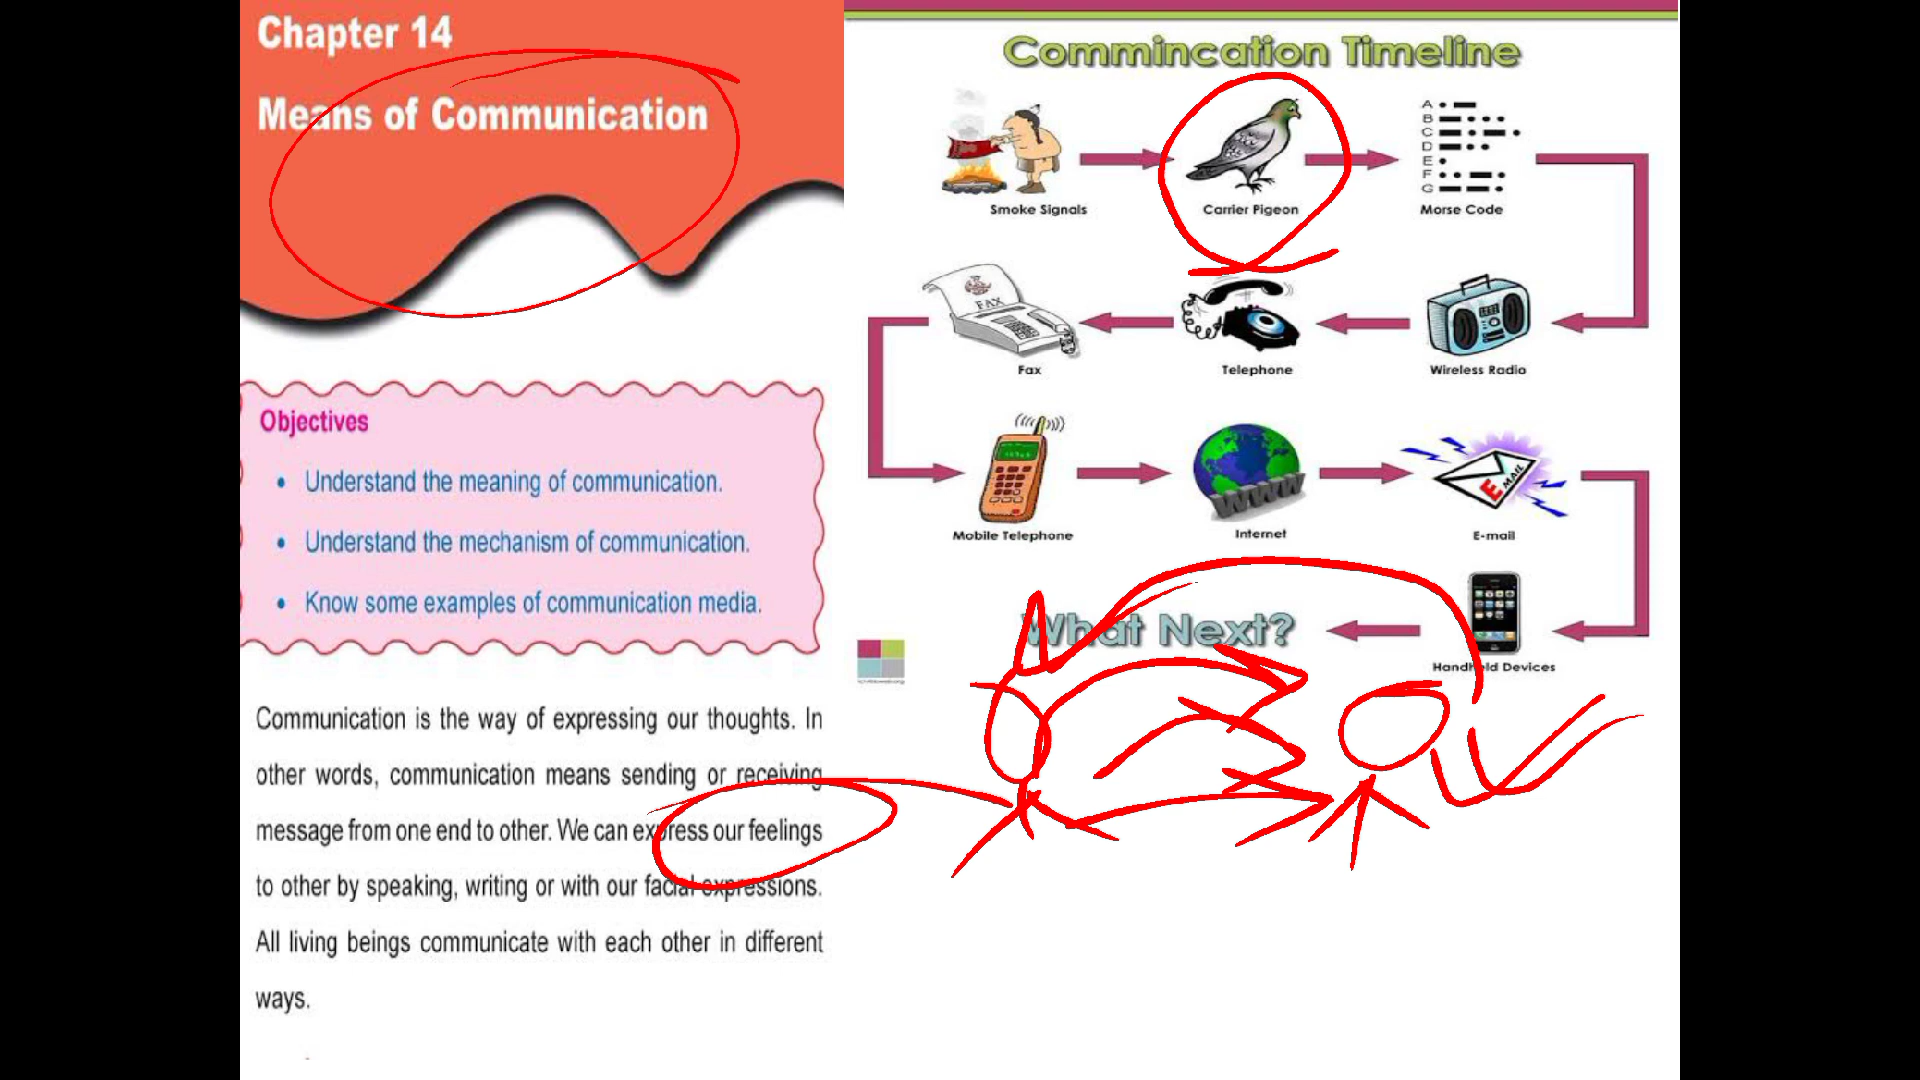 Chapter 14
Means of Communication
Objectives
• Understand the meaning of communication.
• Understand the mechanism of communication.
• Know some examples of communication media.
Communication is the way of expressing our thoughts. In
other words, communication means sending or receiving
message from one end to other. We can express our feelings
to other by speaking, writing or with our facial expressions.
All living beings communicate with each other in different
ways.
Commincation Timeline
Smoke Signals
Carrier Pigeon
A
B
C
D
E
F
G
Morse Code
FAX
Fax
Telephone
Wireless Radio
Mobile Telephone
WWW
Internet
E MAIL
E-mail
What Next?
Handheld Devices